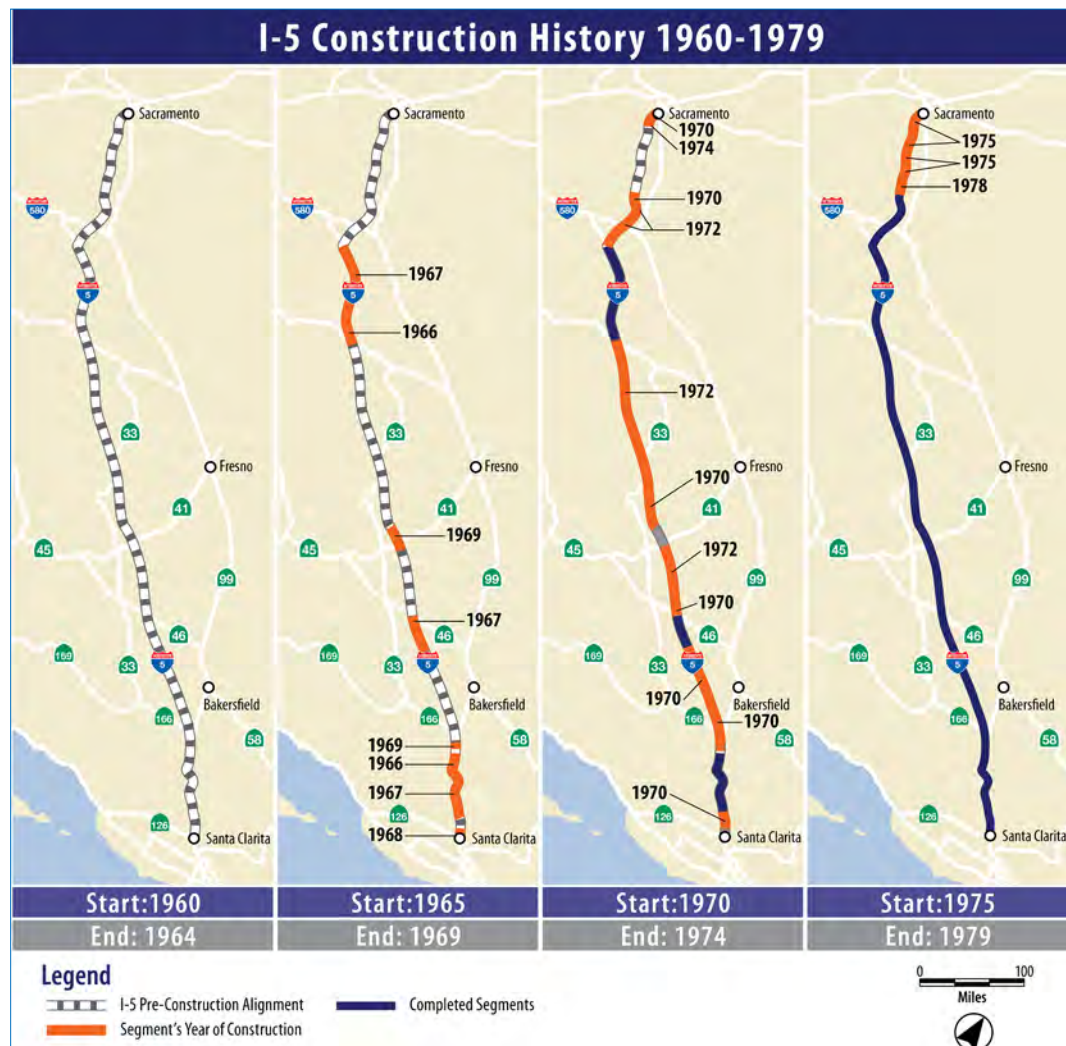 I-5 Construction History 1960-1979
Sacramento
580
5
33
Fresno
41
45
99
46
169
5
Bakersfield
166
58
126
Santa Clarita
Start:1960
End: 1964
Sacramento
580
1967
5
1966
33
Fresno
1969
41
45
99
1967
46
169
33
5
Bakersfield
166
58
1969
1966
1967
126
1968
Santa Clarita
Start:1965
End: 1969
Sacramento
1970
1974
1970
580
1972
5
1972
33
Fresno
1970
41
45
1972
99
1970
46
169
33
5
1970
166
Bakersfield
1970
58
1970
126
Santa Clarita
Start:1970
End: 1974
Sacramento
1975
1975
1978
580
5
33
Fresno
41
45
99
46
169
33
5
Bakersfield
166
58
126
Santa Clarita
Start:1975
End: 1979
Legend
I-5 Pre-Construction Alignment
Segment's Year of Construction
Completed Segments
0 100
Miles